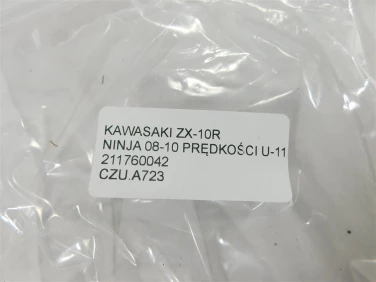 KAWASAKI ZX-10R
NINJA 08-10 PRĘDKOŚCI U-11
211760042
CZU.A723